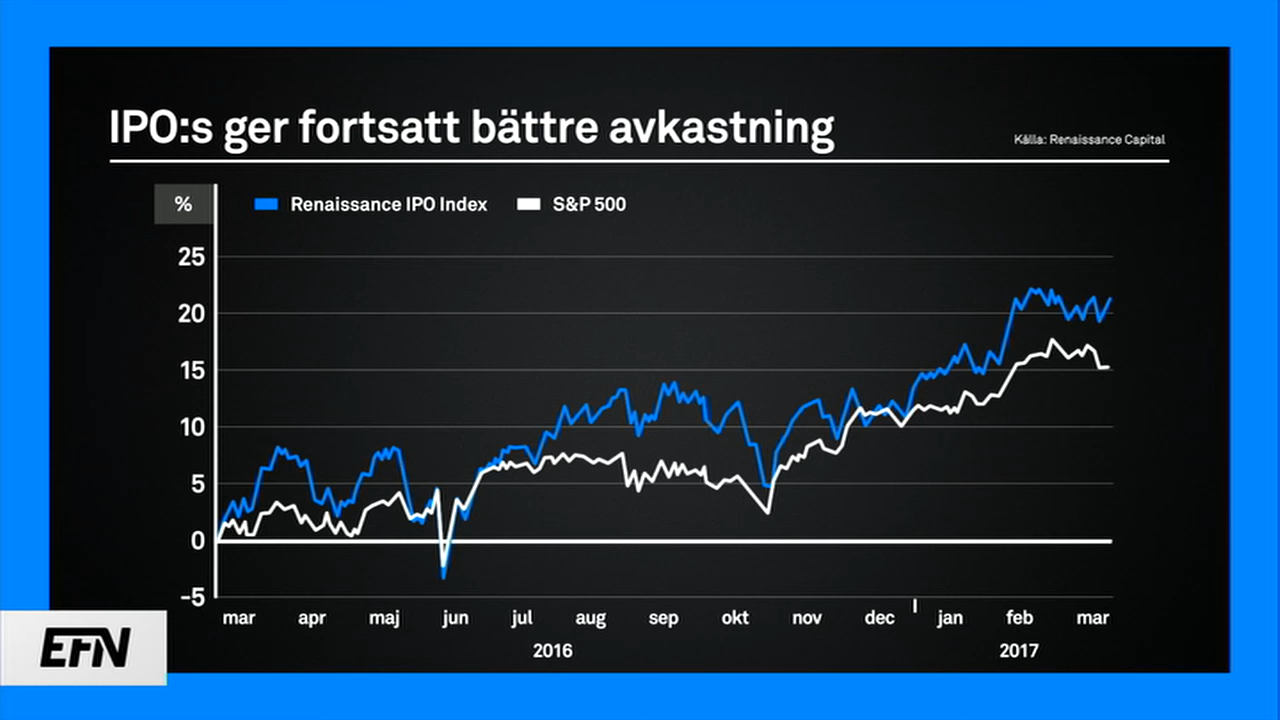 IPO:s ger fortsatt bättre avkastning
Källa: Renaissance Capital
%
Renaissance IPO Index
S&P 500
25
20
15
10
5
0
-5
mar apr maj jun jul aug sep okt nov dec jan feb mar
2016 2017
EFN